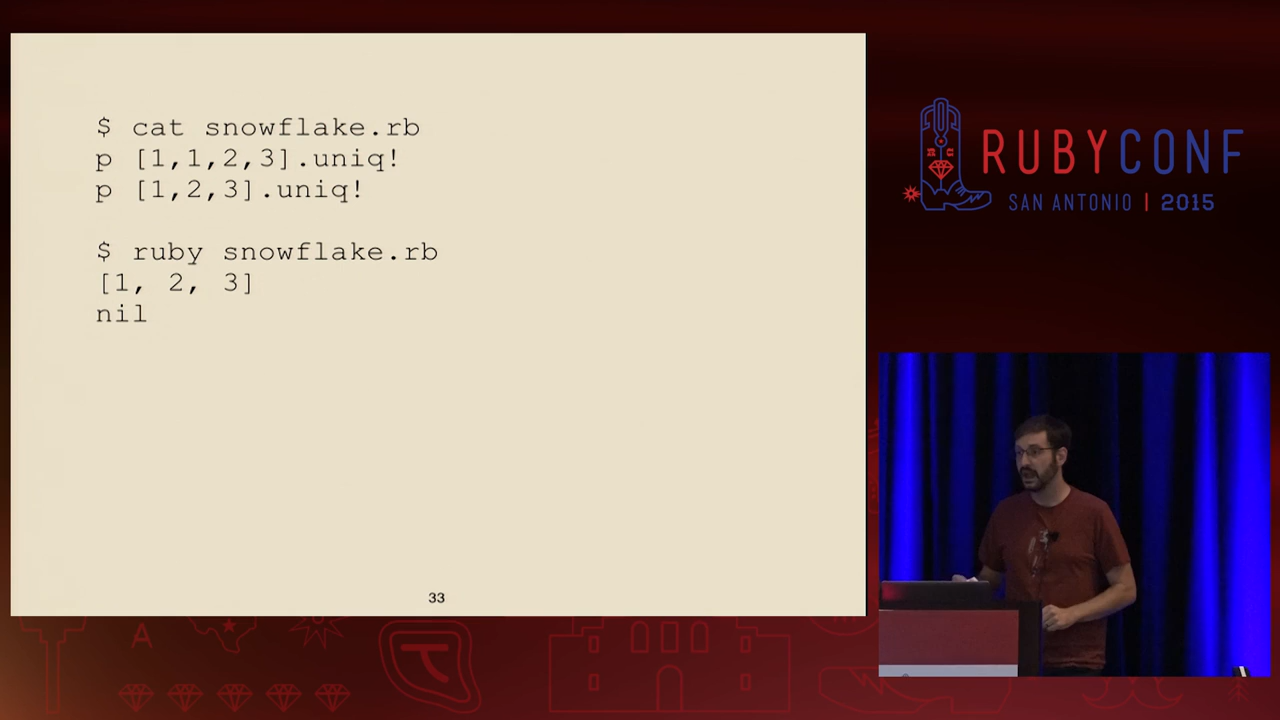 $ cat snowflake.rb
p [1,1,2,3].uniq!
p [1,2,3].uniq!
$ ruby snowflake.rb
[1, 2, 3]
nil
33
RUBYCONF
SAN ANTONIO | 2015
A